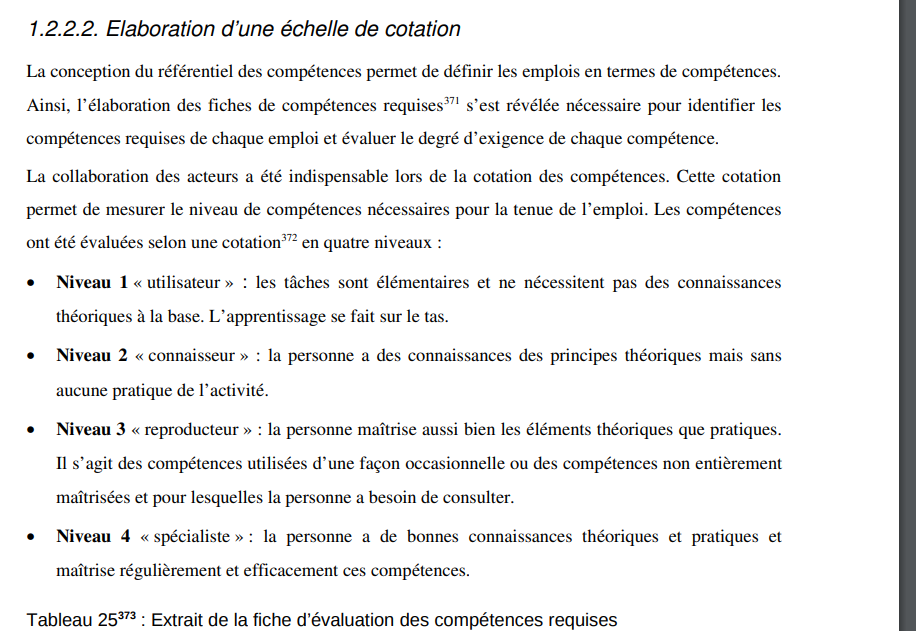 1.2.2.2. Elaboration d’une échelle de cotation
La conception du référentiel des compétences permet de définir les emplois en termes de compétences.
Ainsi, l’élaboration des fiches de compétences requises³⁷¹ s’est révélée nécessaire pour identifier les
compétences requises de chaque emploi et évaluer le degré d’exigence de chaque compétence.
La collaboration des acteurs a été indispensable lors de la cotation des compétences. Cette cotation
permet de mesurer le niveau de compétences nécessaires pour la tenue de l’emploi. Les compétences
ont été évaluées selon une cotation³⁷² en quatre niveaux :
• Niveau 1 « utilisateur » : les tâches sont élémentaires et ne nécessitent pas des connaissances
théoriques à la base. L’apprentissage se fait sur le tas.
• Niveau 2 « connaisseur » : la personne a des connaissances des principes théoriques mais sans
aucune pratique de l’activité.
• Niveau 3 « reproducteur » : la personne maîtrise aussi bien les éléments théoriques que pratiques.
Il s’agit des compétences utilisées d’une façon occasionnelle ou des compétences non entièrement
maîtrisées et pour lesquelles la personne a besoin de consulter.
• Niveau 4 « spécialiste » : la personne a de bonnes connaissances théoriques et pratiques et
maîtrise régulièrement et efficacement ces compétences.
Tableau 25³⁷³ : Extrait de la fiche d’évaluation des compétences requises